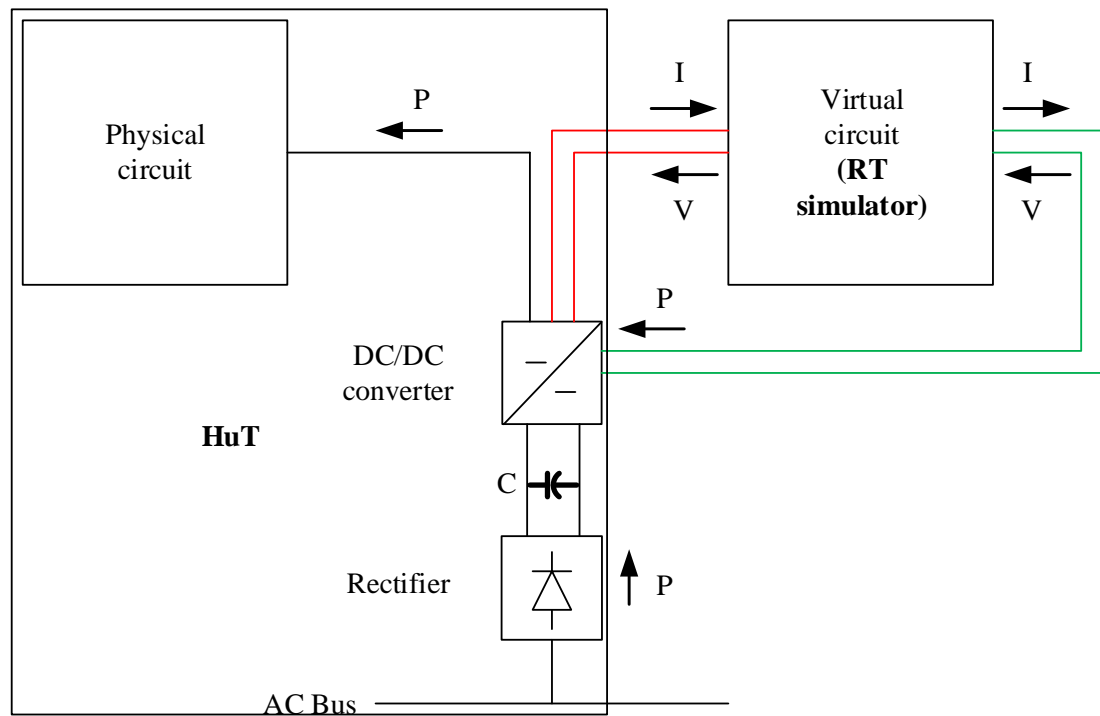 I
I
P
Virtual
circuit
(RT
simulator)
Physical
circuit
V
V
P
DC/DC
converter
HuT
C
Rectifier
P
AC Bus